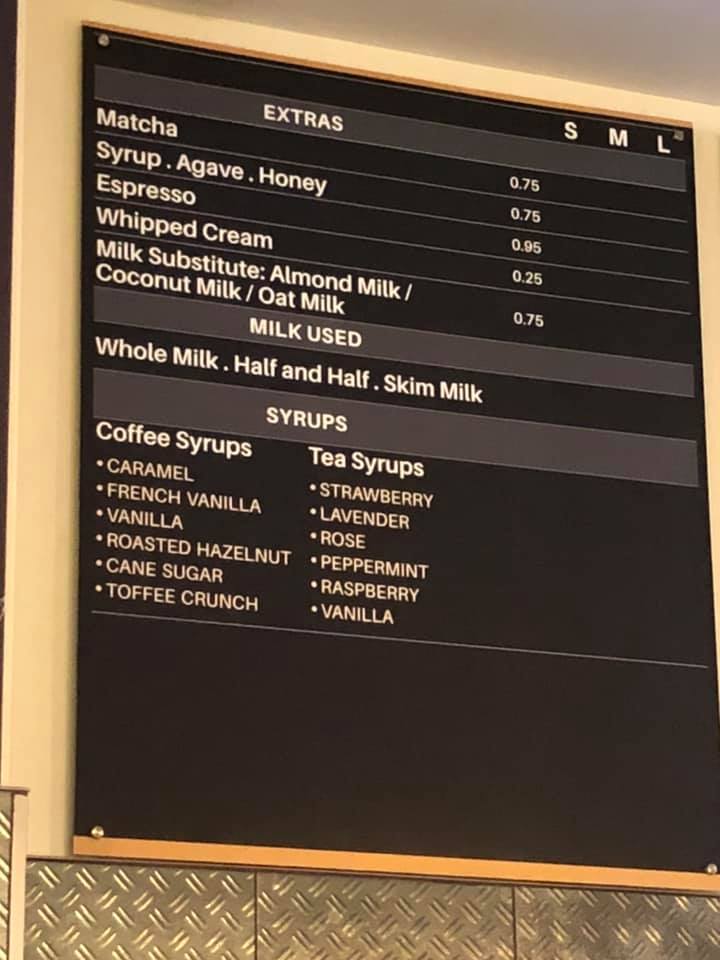 EXTRAS S M L
Matcha 0.75
Syrup . Agave . Honey 0.75
Espresso 0.95
Whipped Cream 0.25
Milk Substitute: Almond Milk /
Coconut Milk / Oat Milk 0.75
MILK USED
Whole Milk . Half and Half . Skim Milk
SYRUPS
Coffee Syrups
• CARAMEL
• FRENCH VANILLA
• VANILLA
• ROASTED HAZELNUT
• CANE SUGAR
• TOFFEE CRUNCH
Tea Syrups
• STRAWBERRY
• LAVENDER
• ROSE
• PEPPERMINT
• RASPBERRY
• VANILLA